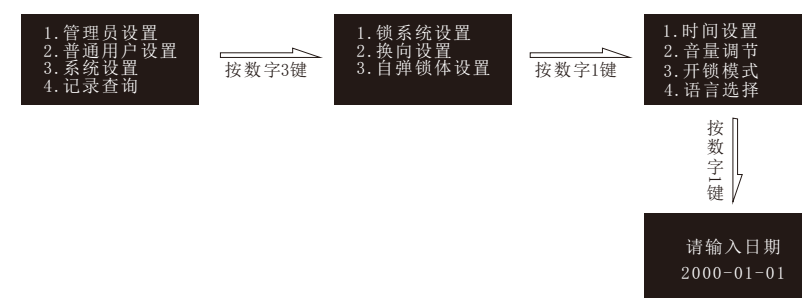 1.管理员设置
2.普通用户设置
3.系统设置
4.记录查询
按数字3键
1.锁系统设置
2.换向设置
3.自弹锁体设置
按数字1键
1.时间设置
2.音量调节
3.开锁模式
4.语言选择
按数字1键
请输入日期
2000-01-01